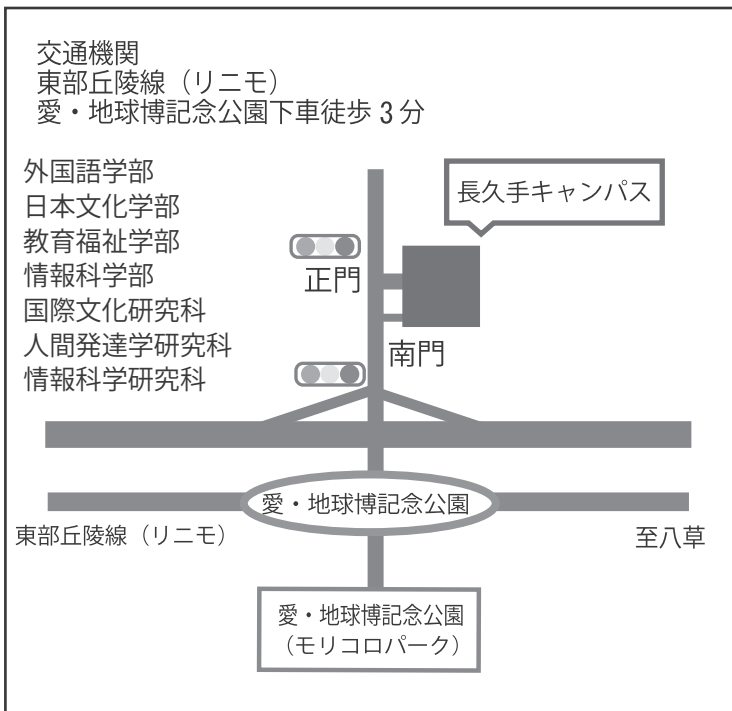 交通機関
東部丘陵線（リニモ）
愛・地球博記念公園下車徒歩 3 分
外国語学部
日本文化学部
教育福祉学部
情報科学部
国際文化研究科
人間発達学研究科
情報科学研究科
長久手キャンパス
正門
南門
愛・地球博記念公園
東部丘陵線（リニモ）
至八草
愛・地球博記念公園
（モリコロパーク）